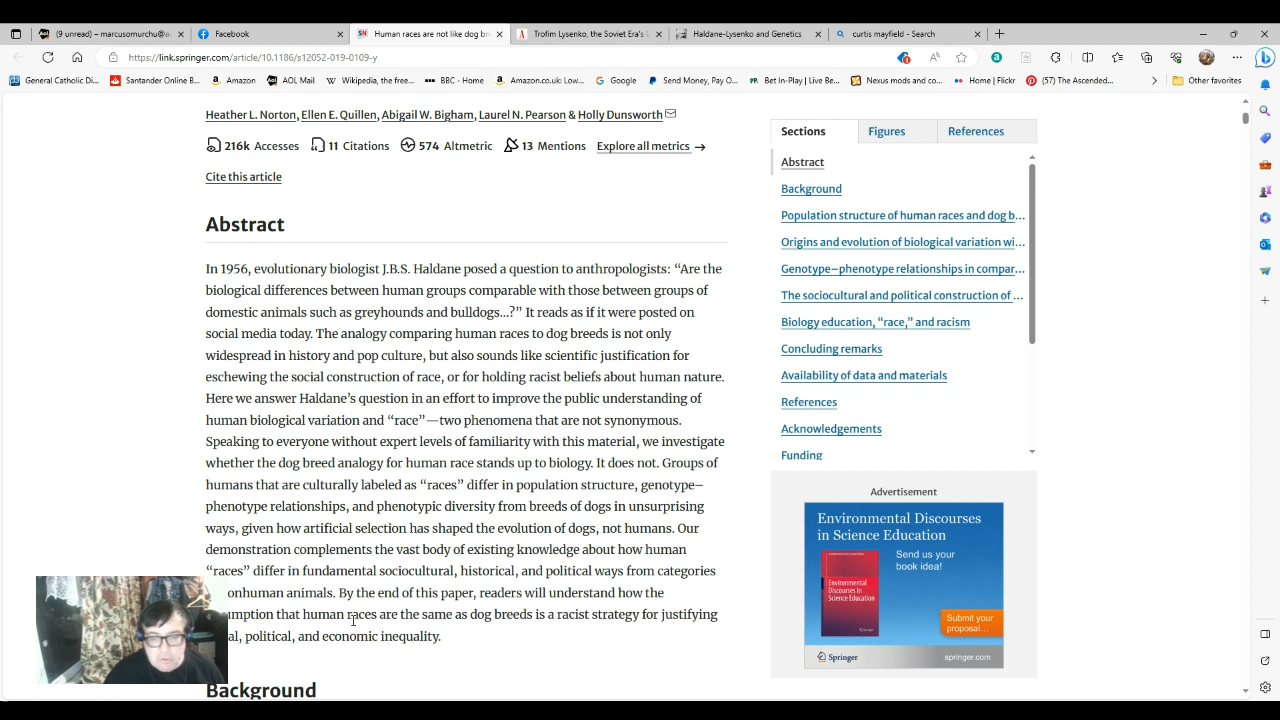 (9 unread) – marcusomurchu@a
Facebook
Human races are not like dog bre
Trofim Lysenko, the Soviet Era's D
Haldane-Lysenko and Genetics
curtis mayfield - Search
https://link.springer.com/article/10.1186/s12052-019-0109-y
General Catholic Di...
Santander Online B...
Amazon
AOL Mail
Wikipedia, the free...
BBC - Home
Amazon.co.uk: Low...
Google
Send Money, Pay O...
Bet In-Play | Live Be...
Nexus mods and co...
Home | Flickr
(57) The Ascended...
Other favorites
Heather L. Norton, Ellen E. Quillen, Abigail W. Bigham, Laurel N. Pearson & Holly Dunsworth
216k Accesses
11 Citations
574 Altmetric
13 Mentions
Explore all metrics →
Cite this article
Abstract
In 1956, evolutionary biologist J.B.S. Haldane posed a question to anthropologists: “Are the
biological differences between human groups comparable with those between groups of
domestic animals such as greyhounds and bulldogs…?” It reads as if it were posted on
social media today. The analogy comparing human races to dog breeds is not only
widespread in history and pop culture, but also sounds like scientific justification for
eschewing the social construction of race, or for holding racist beliefs about human nature.
Here we answer Haldane’s question in an effort to improve the public understanding of
human biological variation and “race”—two phenomena that are not synonymous.
Speaking to everyone without expert levels of familiarity with this material, we investigate
whether the dog breed analogy for human race stands up to biology. It does not. Groups of
humans that are culturally labeled as “races” differ in population structure, genotype–
phenotype relationships, and phenotypic diversity from breeds of dogs in unsurprising
ways, given how artificial selection has shaped the evolution of dogs, not humans. Our
demonstration complements the vast body of existing knowledge about how human
“races” differ in fundamental sociocultural, historical, and political ways from categories
onhuman animals. By the end of this paper, readers will understand how the
umption that human races are the same as dog breeds is a racist strategy for justifying
al, political, and economic inequality.
Background
Sections
Figures
References
Abstract
Background
Population structure of human races and dog b...
Origins and evolution of biological variation wi...
Genotype–phenotype relationships in compar...
The sociocultural and political construction of ...
Biology education, “race,” and racism
Concluding remarks
Availability of data and materials
References
Acknowledgements
Funding
Advertisement
Environmental Discourses
in Science Education
Send us your
book idea!
Submit your
proposal...
Springer
springer.com